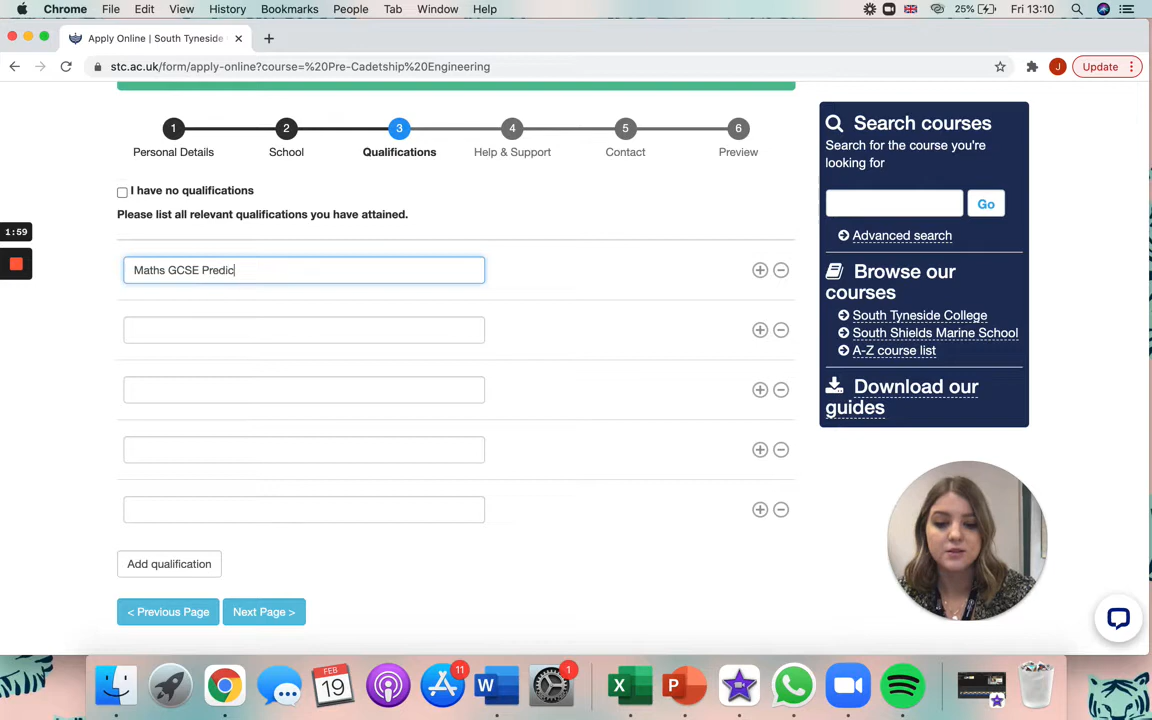 Chrome File Edit View History Bookmarks People Tab Window Help 25% Fri 13:10
Apply Online | South Tyneside
stc.ac.uk/form/apply-online?course=%20Pre-Cadetship%20Engineering
J
Update
1 2 3 4 5 6
Personal Details School Qualifications Help & Support Contact Preview
I have no qualifications
Please list all relevant qualifications you have attained.
Maths GCSE Predic
Add qualification
< Previous Page Next Page >
1:59
Search courses
Search for the course you're
looking for
Go
Advanced search
Browse our
courses
South Tyneside College
South Shields Marine School
A-Z course list
Download our
guides
FEB
19
11
W
1
X
P